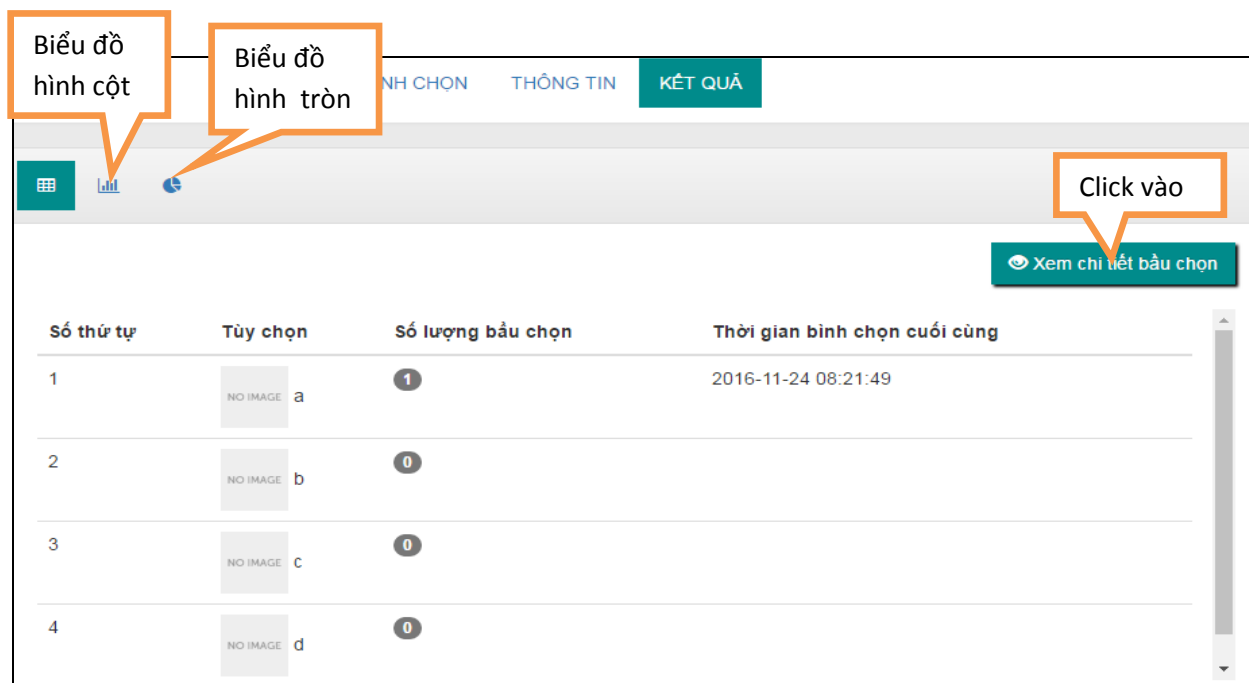 Biểu đồ
hình cột
Biểu đồ
hình tròn
NH CHỌN THÔNG TIN KẾT QUẢ
Click vào
Xem chi tiết bầu chọn
Số thứ tự Tùy chọn Số lượng bầu chọn Thời gian bình chọn cuối cùng
1 NO IMAGE a 1 2016-11-24 08:21:49
2 NO IMAGE b 0
3 NO IMAGE c 0
4 NO IMAGE d 0